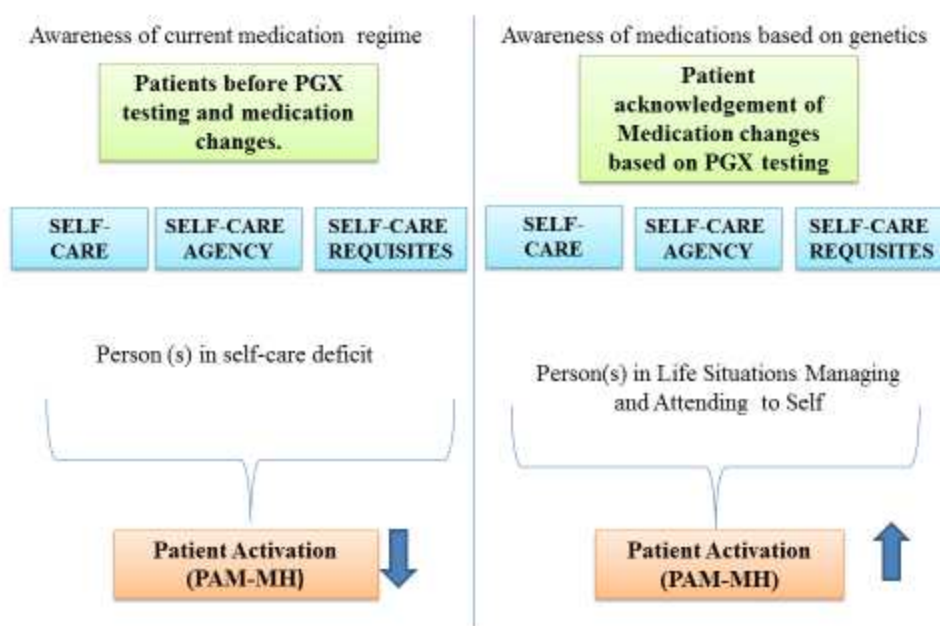 Awareness of current medication regime
Patients before PGX
testing and medication
changes.
SELF-
CARE
SELF-CARE
AGENCY
SELF-CARE
REQUISITES
Person (s) in self-care deficit
Patient Activation
(PAM-MH)
Awareness of medications based on genetics
Patient
acknowledgement of
Medication changes
based on PGX testing
SELF-
CARE
SELF-CARE
AGENCY
SELF-CARE
REQUISITES
Person(s) in Life Situations Managing
and Attending to Self
Patient Activation
(PAM-MH)